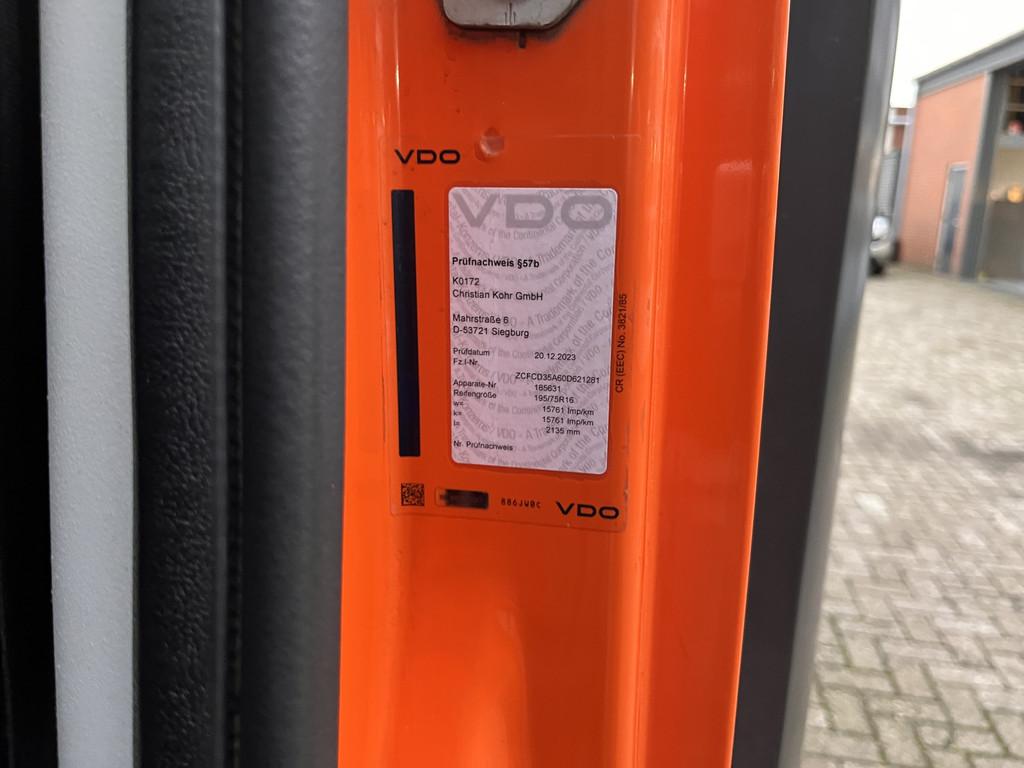 VDO
VDO
Prüfnachweis §57b
K0172
Christian Kohr GmbH
Mahrstraße 6
D-53721 Siegburg
Prüfdatum 20.12.2023
Fz.I-Nr.
ZCFCD35A60D621281
Apparate-Nr 185631
Reifengröße 195/75R16
w= 15761 Imp/km
k= 15761 Imp/km
l= 2135 mm
Nr. Prüfnachweis
CR (EEC) No. 3821/85
886JW0C
VDO